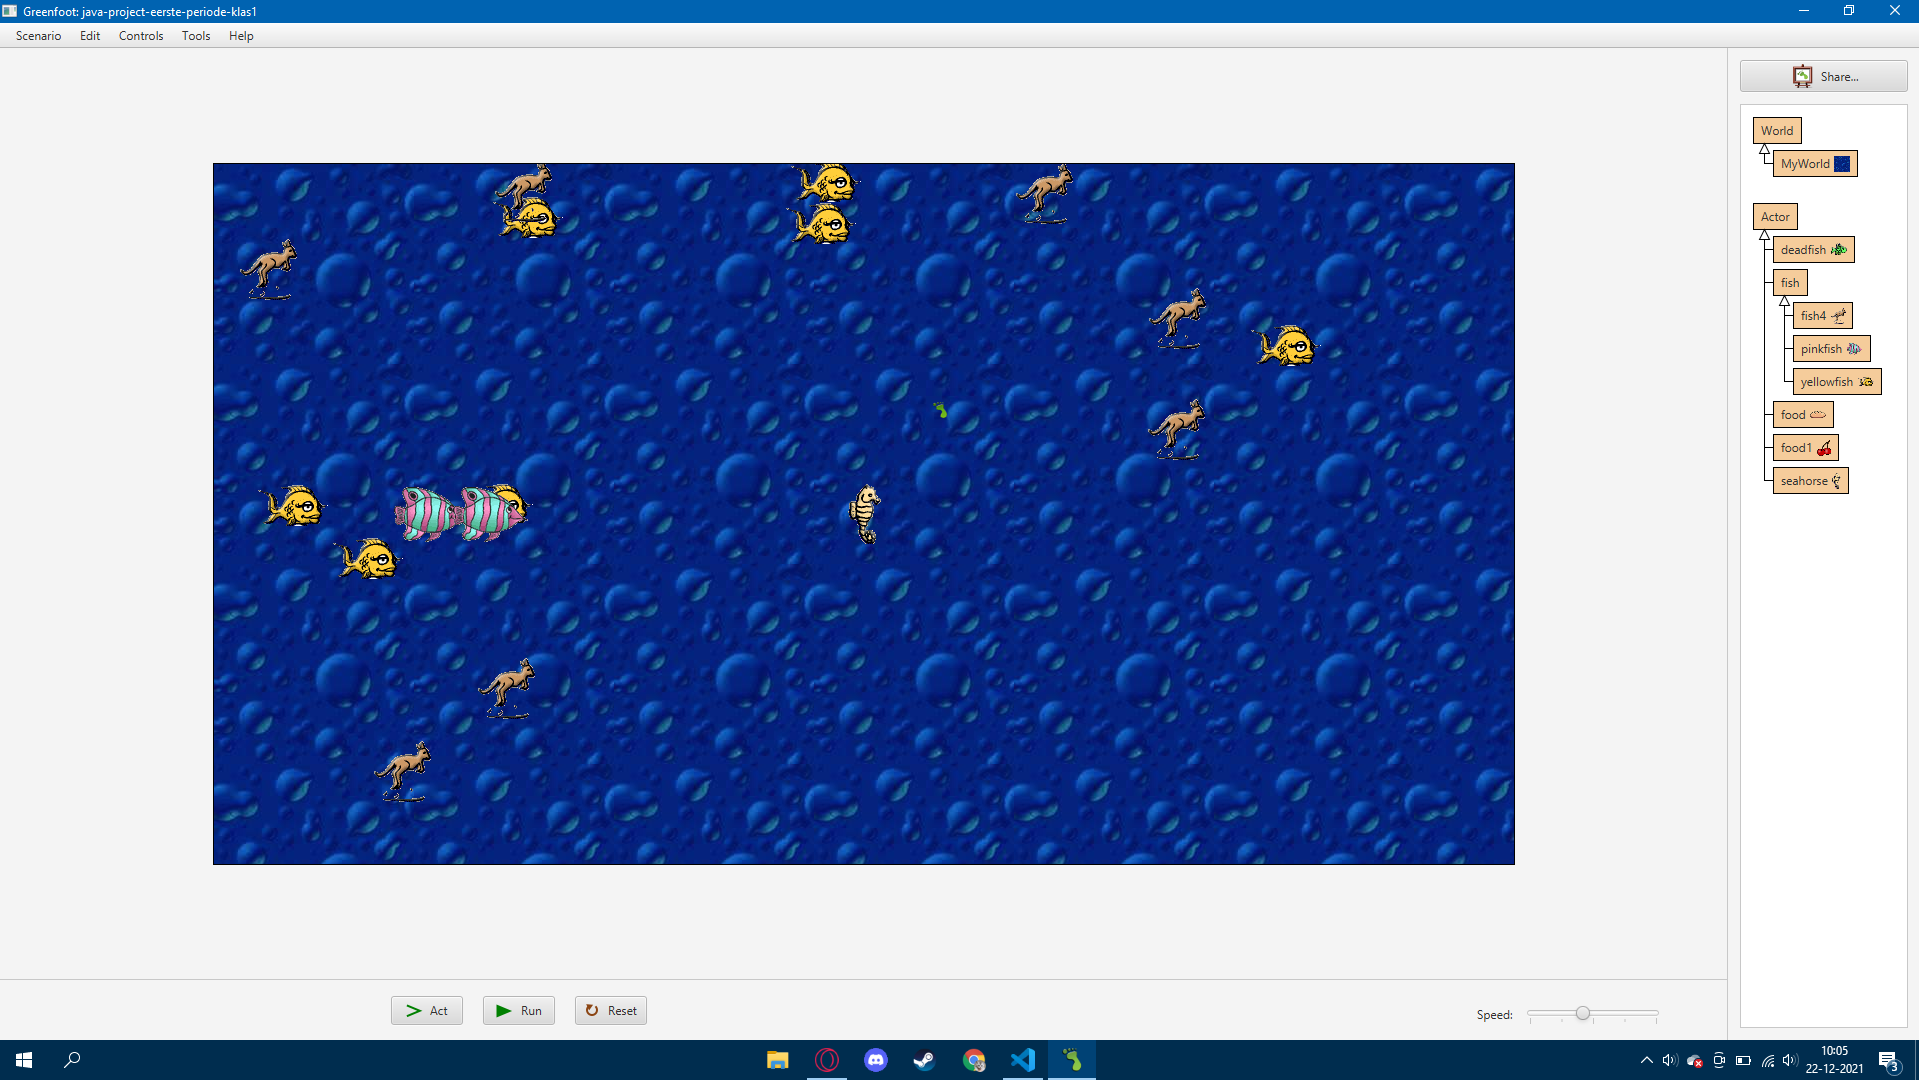 Greenfoot: java-project-eerste-periode-klas1
Scenario Edit Controls Tools Help
Share...
World
MyWorld
Actor
deadfish
fish
fish4
pinkfish
yellowfish
food
food1
seahorse
Act Run Reset Speed:
10:05
22-12-2021
3